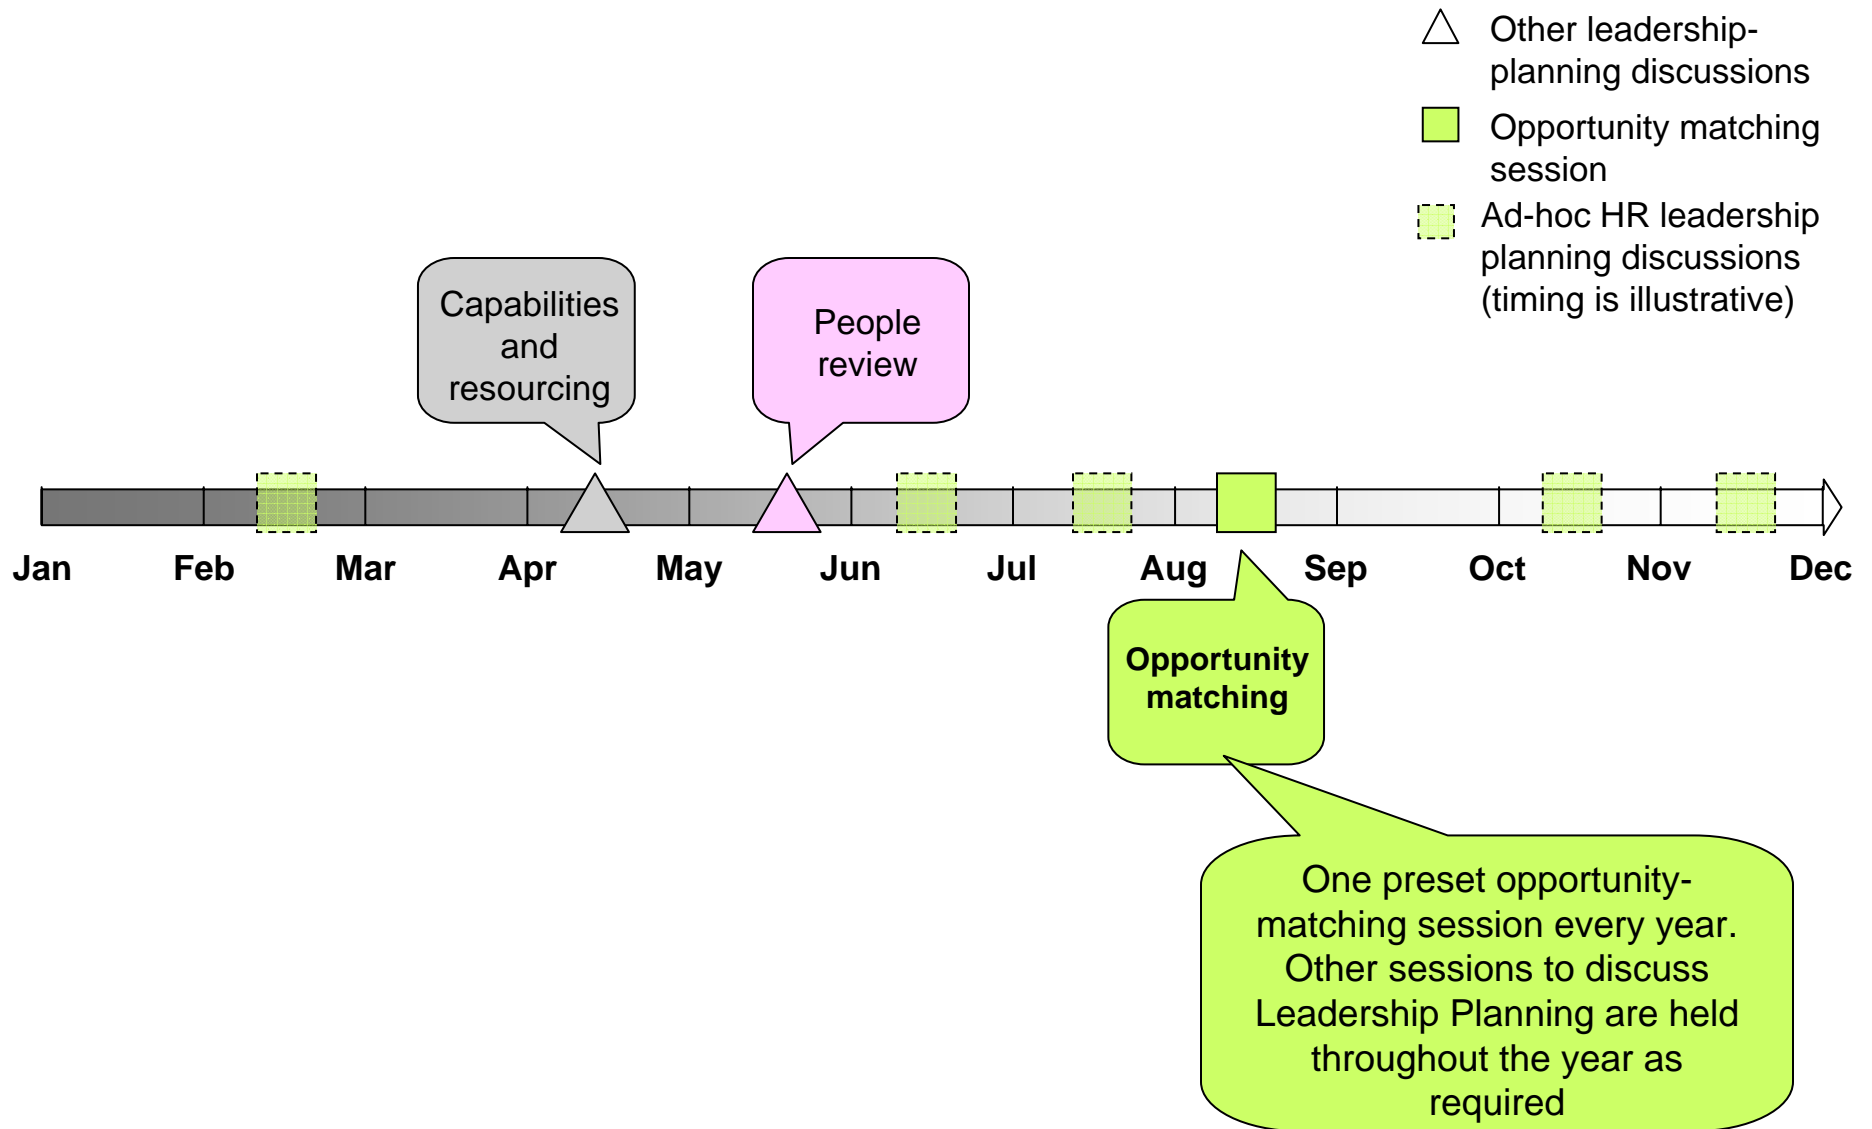 Other leadership-
planning discussions
Opportunity matching
session
Ad-hoc HR leadership
planning discussions
(timing is illustrative)
Capabilities
and
resourcing
People
review
Jan Feb Mar Apr May Jun Jul Aug Sep Oct Nov Dec
Opportunity
matching
One preset opportunity-
matching session every year.
Other sessions to discuss
Leadership Planning are held
throughout the year as
required